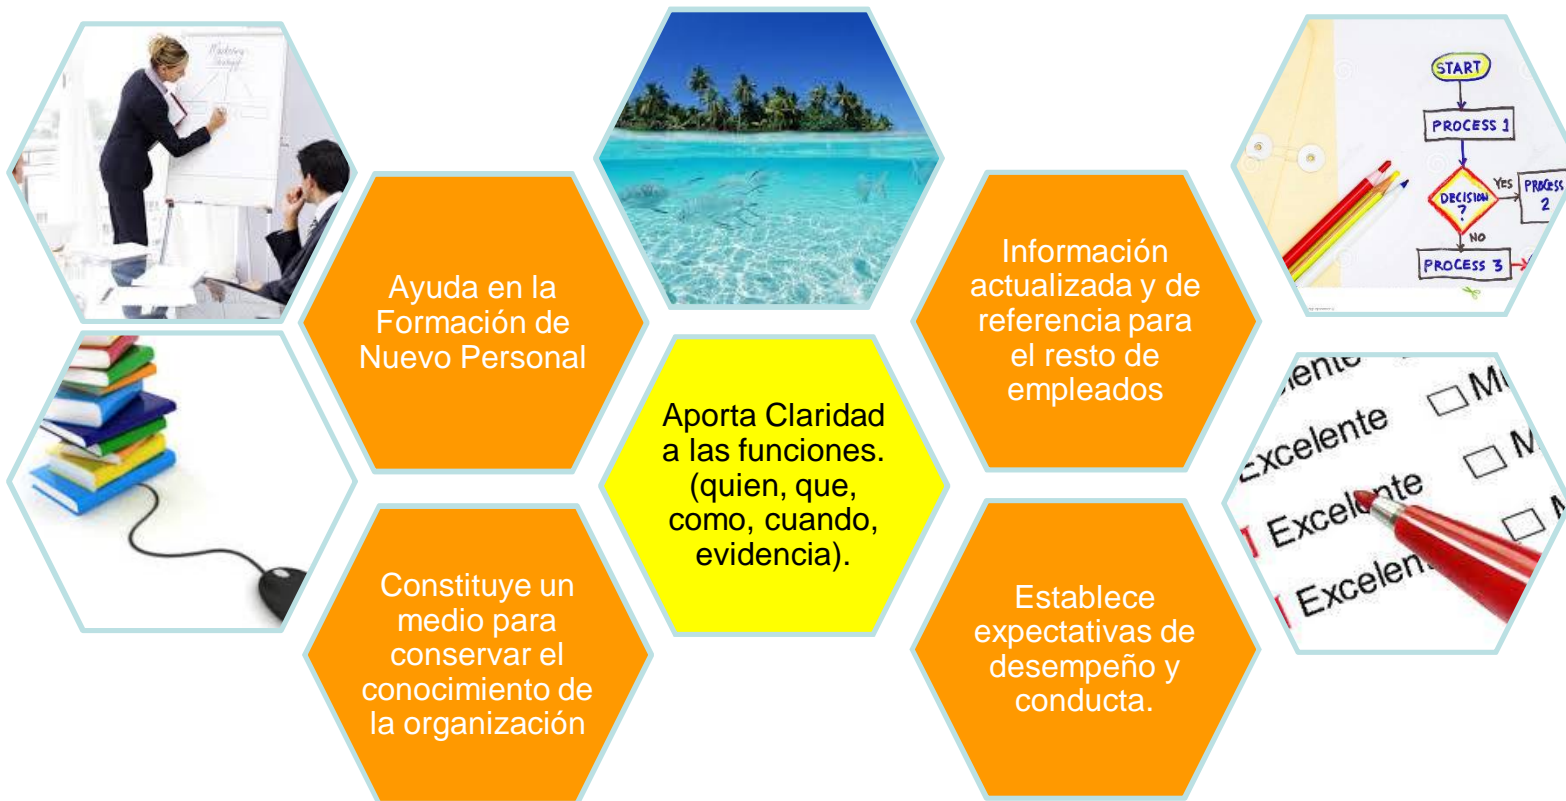 Marketing
Strategy
START
PROCESS 1
DECISION
?
YES
PROCESS
2
NO
PROCESS 3
Ayuda en la
Formación de
Nuevo Personal
Información
actualizada y de
referencia para
el resto de
empleados
Aporta Claridad
a las funciones.
(quien, que,
como, cuando,
evidencia).
Excelente
Excelente
Constituye un
medio para
conservar el
conocimiento de
la organización
Establece
expectativas de
desempeño y
conducta.